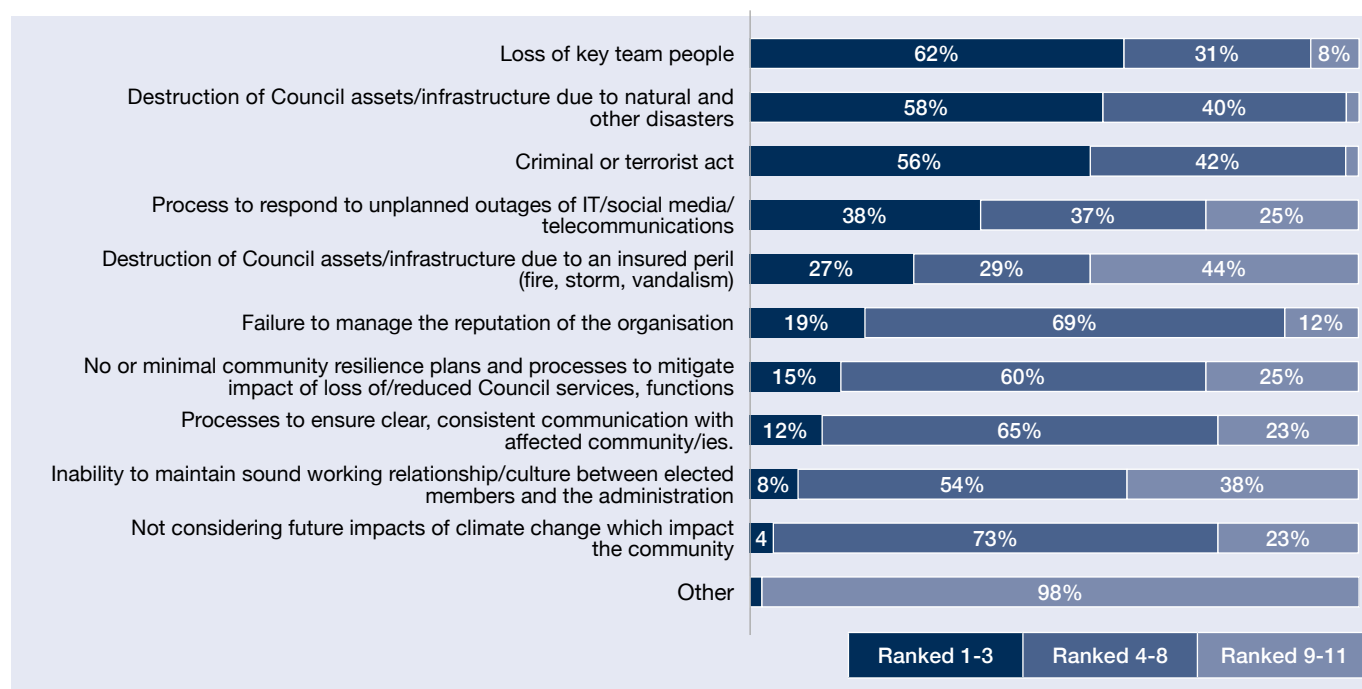 Loss of key team people
62% 31% 8%
Destruction of Council assets/infrastructure due to natural and
other disasters
58% 40%
Criminal or terrorist act
56% 42%
Process to respond to unplanned outages of IT/social media/
telecommunications
38% 37% 25%
Destruction of Council assets/infrastructure due to an insured peril
(fire, storm, vandalism)
27% 29% 44%
Failure to manage the reputation of the organisation
19% 69% 12%
No or minimal community resilience plans and processes to mitigate
impact of loss of/reduced Council services, functions
15% 60% 25%
Processes to ensure clear, consistent communication with
affected community/ies.
12% 65% 23%
Inability to maintain sound working relationship/culture between elected
members and the administration
8% 54% 38%
Not considering future impacts of climate change which impact
the community
4 73% 23%
Other
98%
Ranked 1-3 Ranked 4-8 Ranked 9-11